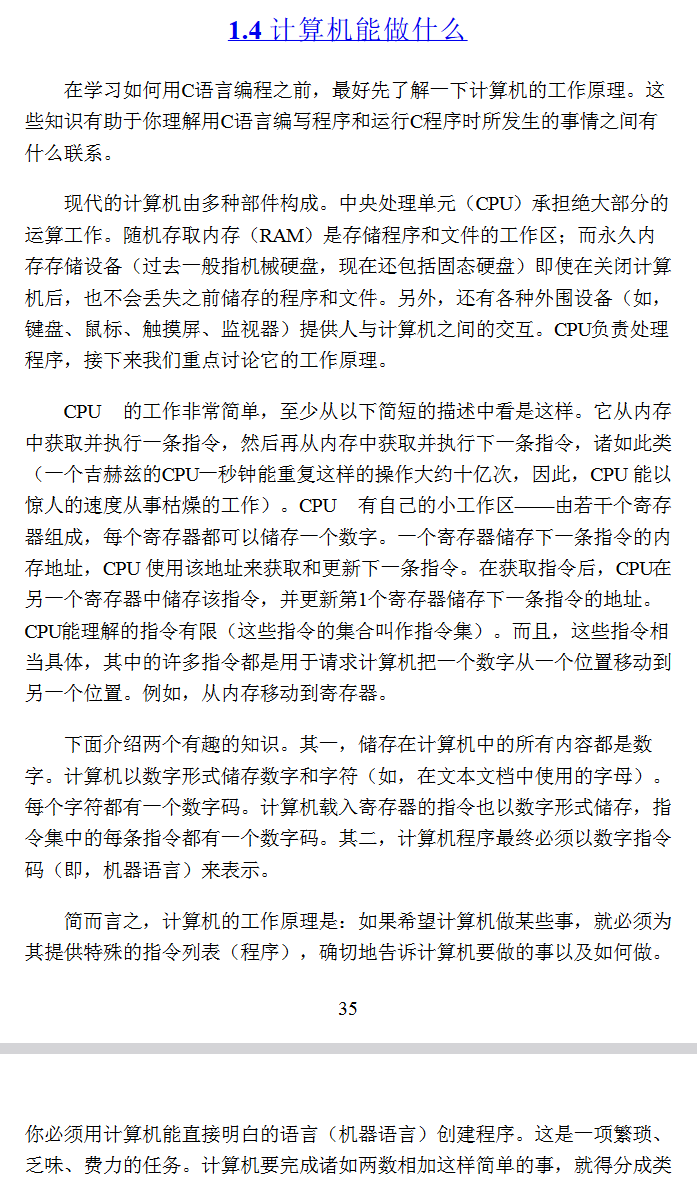 1.4 计算机能做什么
在学习如何用C语言编程之前，最好先了解一下计算机的工作原理。这
些知识有助于你理解用C语言编写程序和运行C程序时所发生的事情之间有
什么联系。
现代的计算机由多种部件构成。中央处理单元（CPU）承担绝大部分的
运算工作。随机存取内存（RAM）是存储程序和文件的工作区；而永久内
存存储设备（过去一般指机械硬盘，现在还包括固态硬盘）即使在关闭计算
机后，也不会丢失之前储存的程序和文件。另外，还有各种外围设备（如，
键盘、鼠标、触摸屏、监视器）提供人与计算机之间的交互。CPU负责处理
程序，接下来我们重点讨论它的工作原理。
CPU 的工作非常简单，至少从以下简短的描述中看是这样。它从内存
中获取并执行一条指令，然后再从内存中获取并执行下一条指令，诸如此类
（一个吉赫兹的CPU一秒钟能重复这样的操作大约十亿次，因此，CPU 能以
惊人的速度从事枯燥的工作）。CPU 有自己的小工作区——由若干个寄存
器组成，每个寄存器都可以储存一个数字。一个寄存器储存下一条指令的内
存地址，CPU 使用该地址来获取和更新下一条指令。在获取指令后，CPU在
另一个寄存器中储存该指令，并更新第1个寄存器储存下一条指令的地址。
CPU能理解的指令有限（这些指令的集合叫作指令集）。而且，这些指令相
当具体，其中的许多指令都是用于请求计算机把一个数字从一个位置移动到
另一个位置。例如，从内存移动到寄存器。
下面介绍两个有趣的知识。其一，储存在计算机中的所有内容都是数
字。计算机以数字形式储存数字和字符（如，在文本文档中使用的字母）。
每个字符都有一个数字码。计算机载入寄存器的指令也以数字形式储存，指
令集中的每条指令都有一个数字码。其二，计算机程序最终必须以数字指令
码（即，机器语言）来表示。
简而言之，计算机的工作原理是：如果希望计算机做某些事，就必须为
其提供特殊的指令列表（程序），确切地告诉计算机要做的事以及如何做。
35
你必须用计算机能直接明白的语言（机器语言）创建程序。这是一项繁琐、
乏味、费力的任务。计算机要完成诸如两数相加这样简单的事，就得分成类